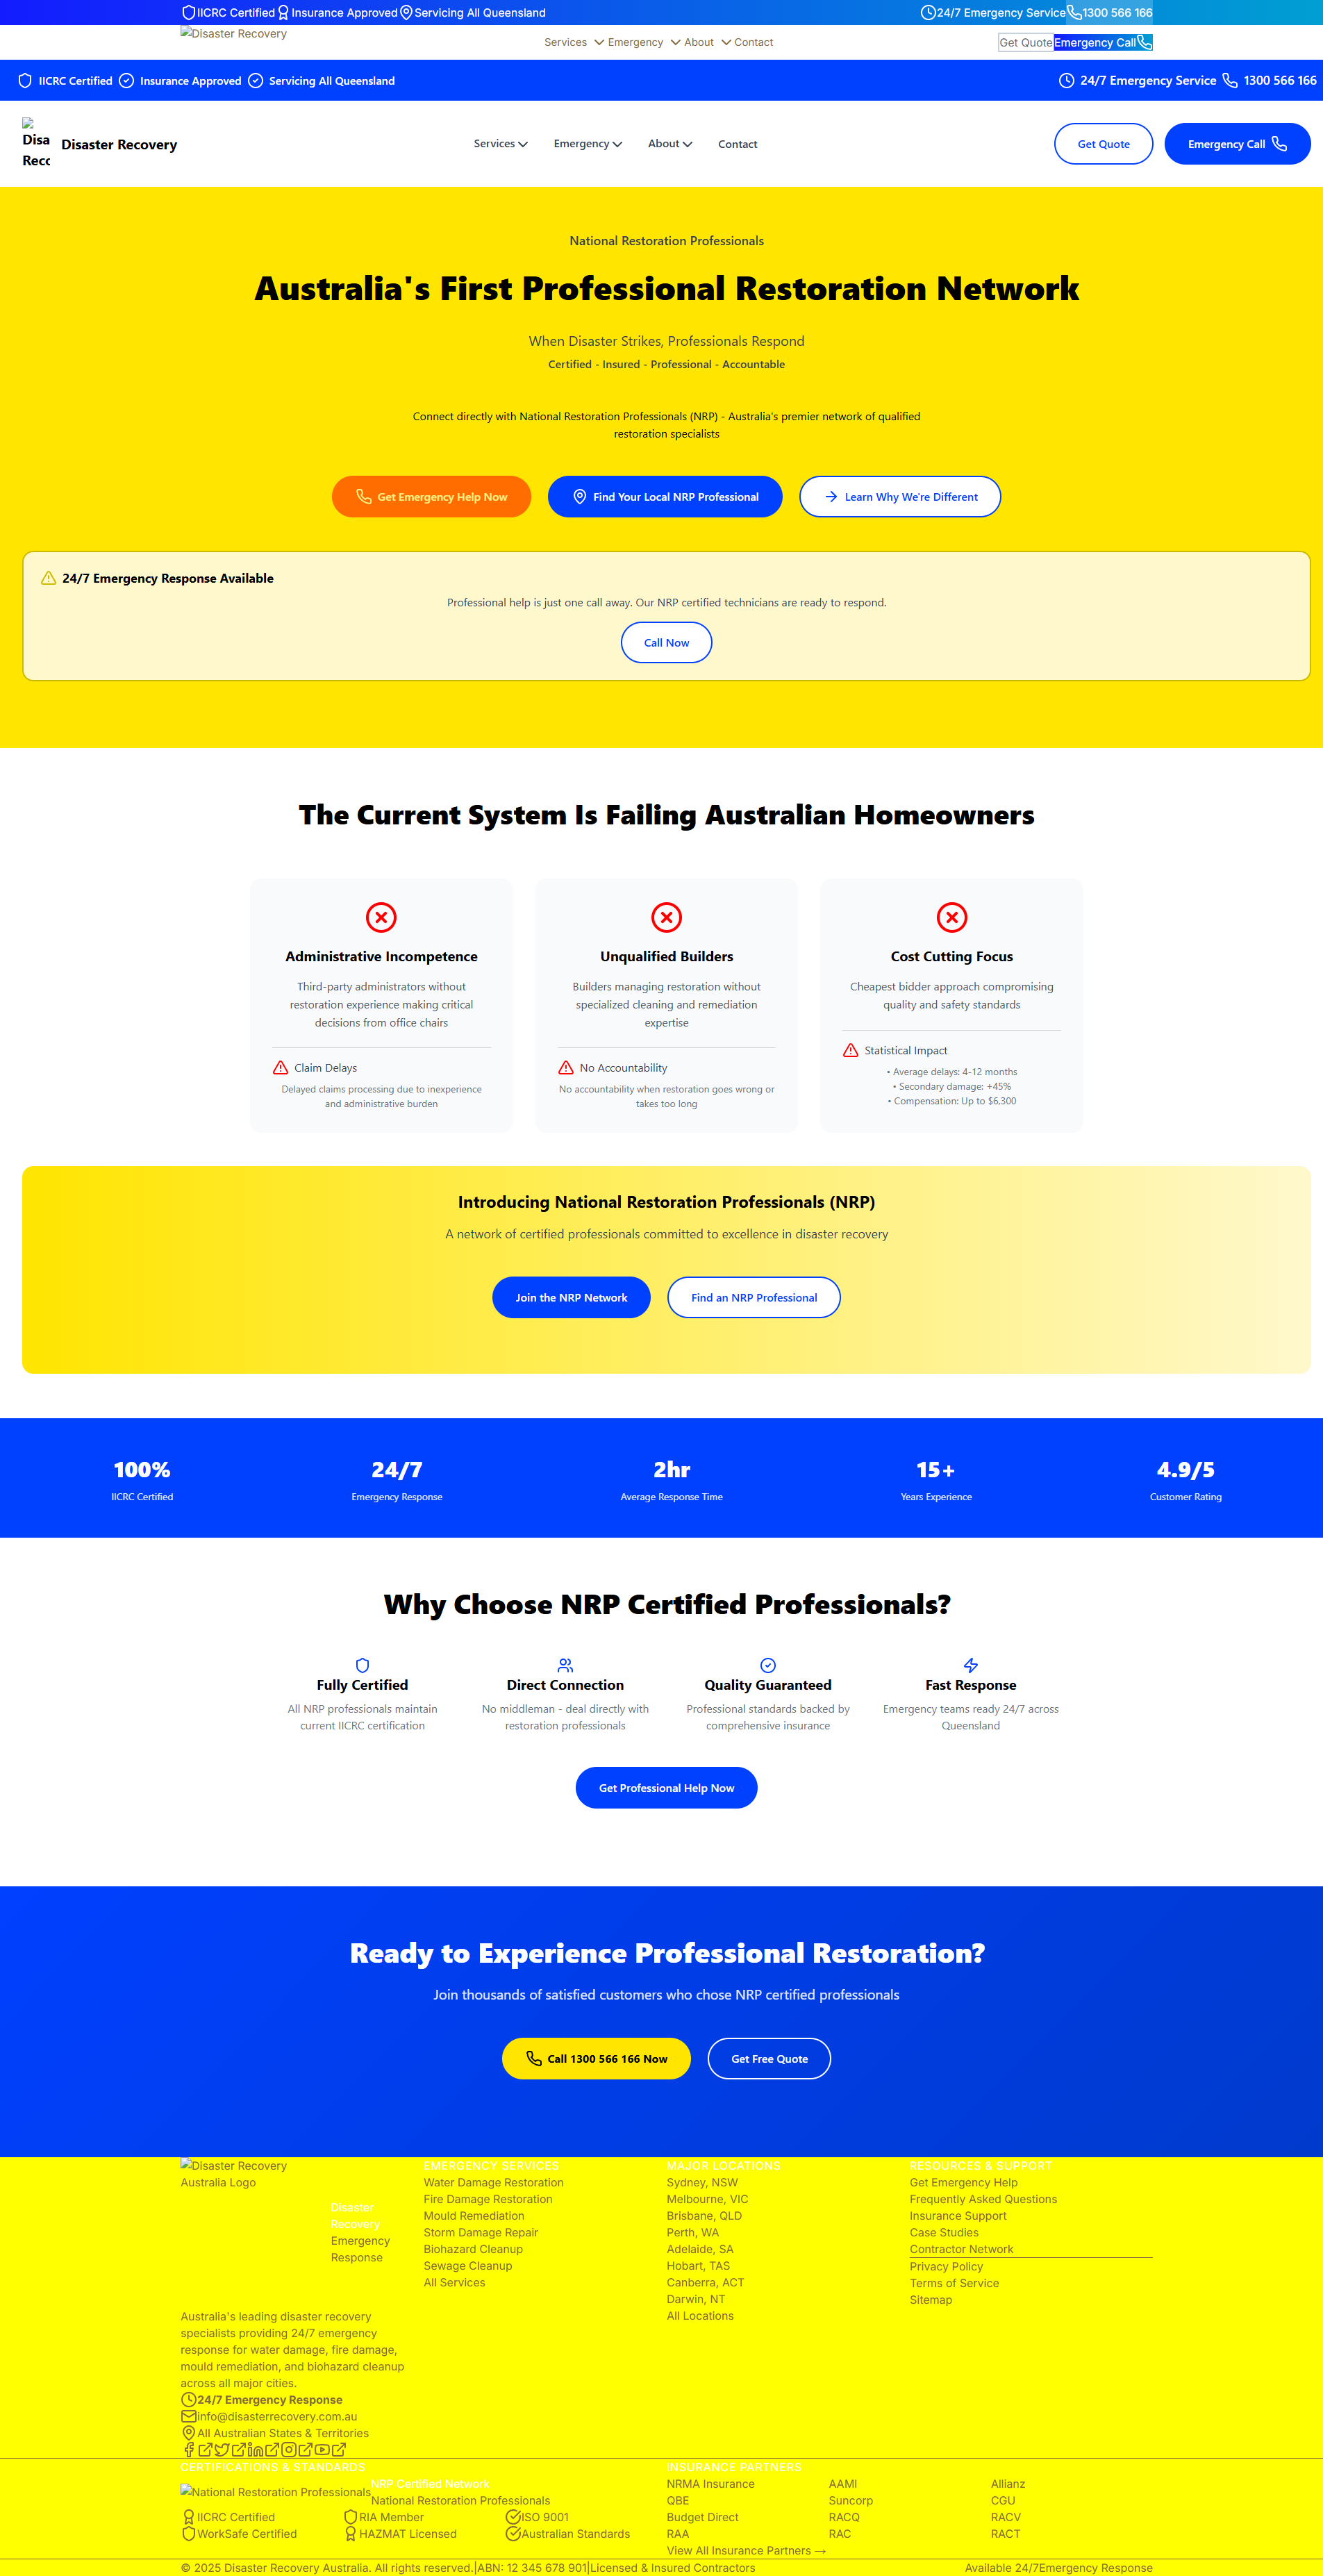 IICRC Certified Insurance Approved Servicing All Queensland 24/7 Emergency Service 1300 566 166
Disaster Recovery Services Emergency About Contact Get Quote Emergency Call
IICRC Certified Insurance Approved Servicing All Queensland 24/7 Emergency Service 1300 566 166
Disa
Reco
Disaster Recovery Services Emergency About Contact Get Quote Emergency Call
National Restoration Professionals
Australia's First Professional Restoration Network
When Disaster Strikes, Professionals Respond
Certified - Insured - Professional - Accountable
Connect directly with National Restoration Professionals (NRP) - Australia's premier network of qualified
restoration specialists
Get Emergency Help Now Find Your Local NRP Professional Learn Why We're Different
24/7 Emergency Response Available
Professional help is just one call away. Our NRP certified technicians are ready to respond.
Call Now
The Current System Is Failing Australian Homeowners
Administrative Incompetence
Third-party administrators without
restoration experience making critical
decisions from office chairs
Claim Delays
Delayed claims processing due to inexperience
and administrative burden
Unqualified Builders
Builders managing restoration without
specialized cleaning and remediation
expertise
No Accountability
No accountability when restoration goes wrong or
takes too long
Cost Cutting Focus
Cheapest bidder approach compromising
quality and safety standards
Statistical Impact
• Average delays: 4-12 months
• Secondary damage: +45%
• Compensation: Up to $6,300
Introducing National Restoration Professionals (NRP)
A network of certified professionals committed to excellence in disaster recovery
Join the NRP Network Find an NRP Professional
100% 24/7 2hr 15+ 4.9/5
IICRC Certified Emergency Response Average Response Time Years Experience Customer Rating
Why Choose NRP Certified Professionals?
Fully Certified
All NRP professionals maintain
current IICRC certification
Direct Connection
No middleman - deal directly with
restoration professionals
Quality Guaranteed
Professional standards backed by
comprehensive insurance
Fast Response
Emergency teams ready 24/7 across
Queensland
Get Professional Help Now
Ready to Experience Professional Restoration?
Join thousands of satisfied customers who chose NRP certified professionals
Call 1300 566 166 Now Get Free Quote
Disaster Recovery
Australia Logo
Disaster
Recovery
Emergency
Response
Australia's leading disaster recovery
specialists providing 24/7 emergency
response for water damage, fire damage,
mould remediation, and biohazard cleanup
across all major cities.
24/7 Emergency Response
info@disasterrecovery.com.au
All Australian States & Territories
EMERGENCY SERVICES
Water Damage Restoration
Fire Damage Restoration
Mould Remediation
Storm Damage Repair
Biohazard Cleanup
Sewage Cleanup
All Services
MAJOR LOCATIONS
Sydney, NSW
Melbourne, VIC
Brisbane, QLD
Perth, WA
Adelaide, SA
Hobart, TAS
Canberra, ACT
Darwin, NT
All Locations
RESOURCES & SUPPORT
Get Emergency Help
Frequently Asked Questions
Insurance Support
Case Studies
Contractor Network
Privacy Policy
Terms of Service
Sitemap
CERTIFICATIONS & STANDARDS
National Restoration Professionals
NRP Certified Network
National Restoration Professionals
IICRC Certified RIA Member ISO 9001
WorkSafe Certified HAZMAT Licensed Australian Standards
INSURANCE PARTNERS
NRMA Insurance AAMI Allianz
QBE Suncorp CGU
Budget Direct RACQ RACV
RAA RAC RACT
View All Insurance Partners →
© 2025 Disaster Recovery Australia. All rights reserved.|ABN: 12 345 678 901|Licensed & Insured Contractors Available 24/7Emergency Response